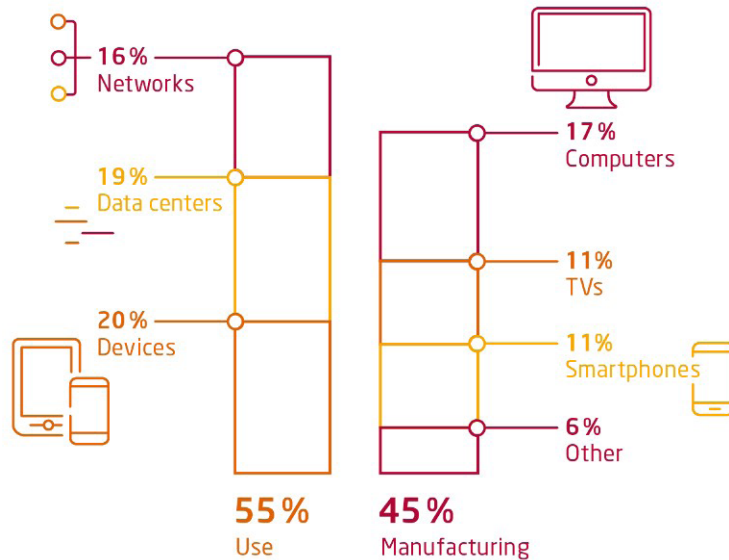 16%
Networks
19%
Data centers
20%
Devices
55%
Use
17%
Computers
11%
TVs
11%
Smartphones
6%
Other
45%
Manufacturing